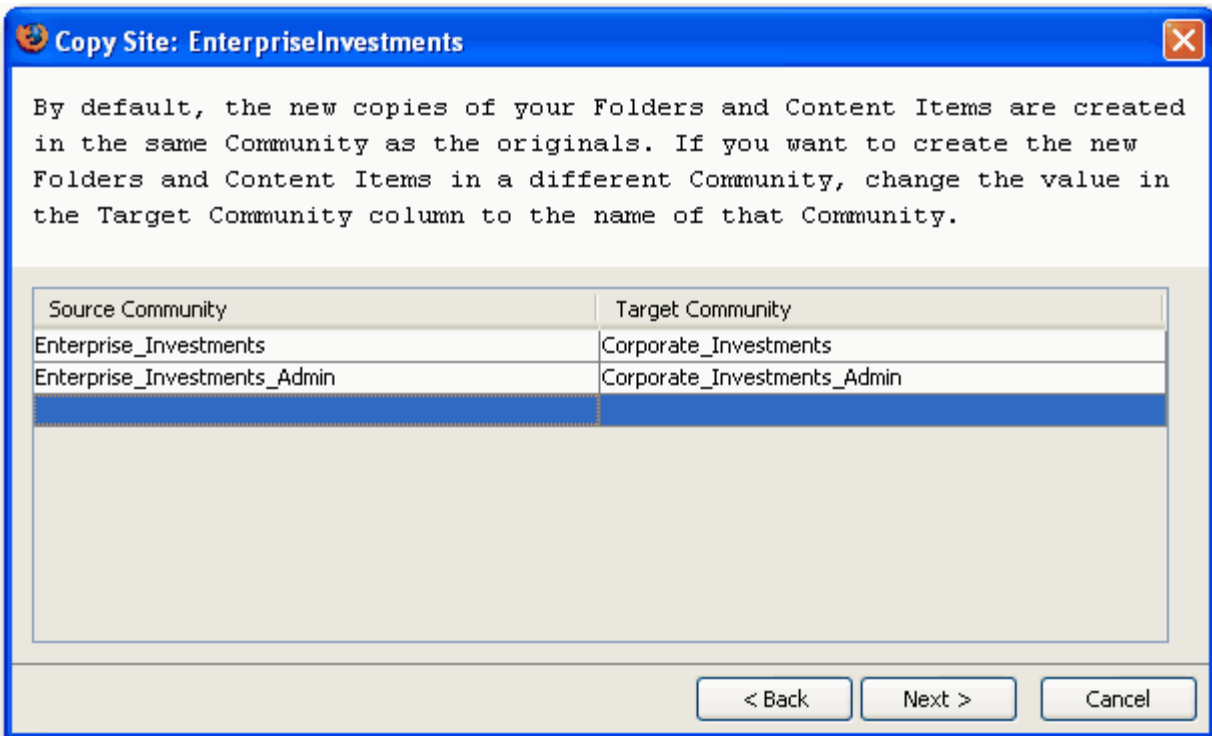 Copy Site: EnterpriseInvestments
By default, the new copies of your Folders and Content Items are created
in the same Community as the originals. If you want to create the new
Folders and Content Items in a different Community, change the value in
the Target Community column to the name of that Community.
Source Community Target Community
Enterprise_Investments Corporate_Investments
Enterprise_Investments_Admin Corporate_Investments_Admin
< Back Next > Cancel